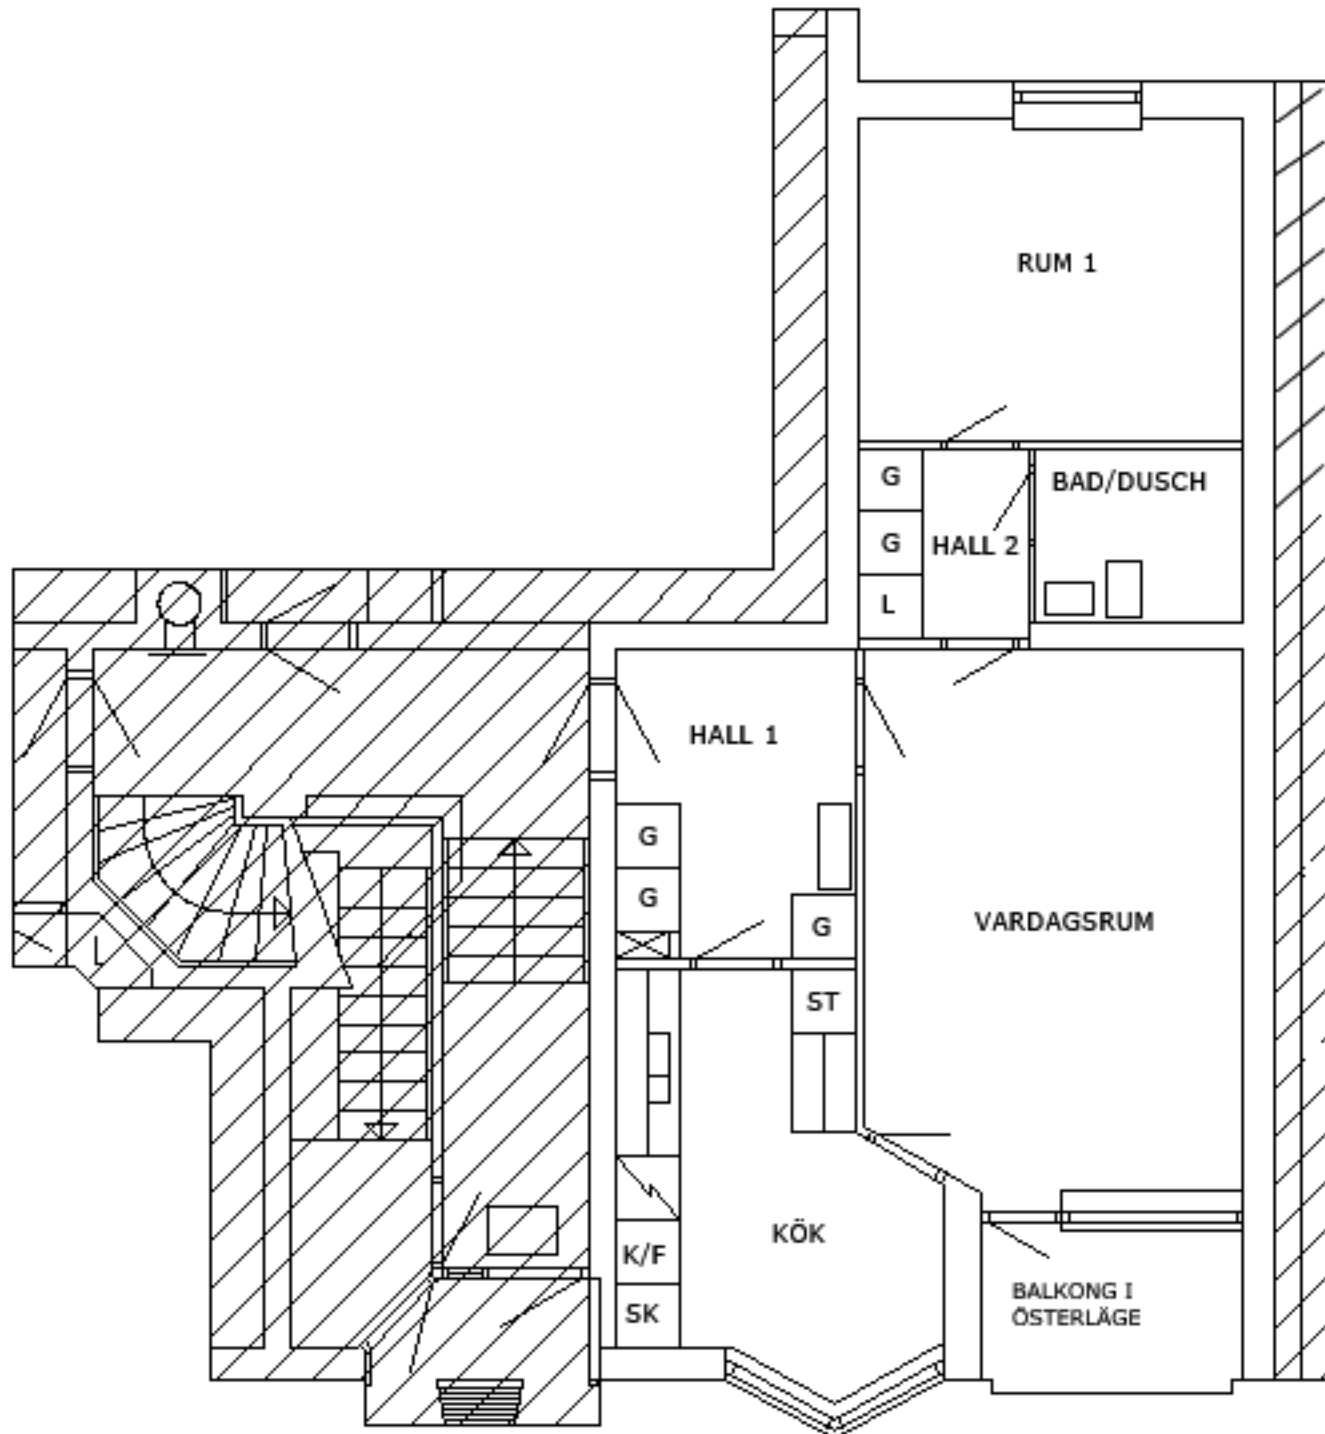 RUM 1
G
BAD/DUSCH
G
HALL 2
L
HALL 1
G
G
G
VARDAGSRUM
L
ST
KÖK
K/F
SK
BALKONG I
ÖSTERLÄGE